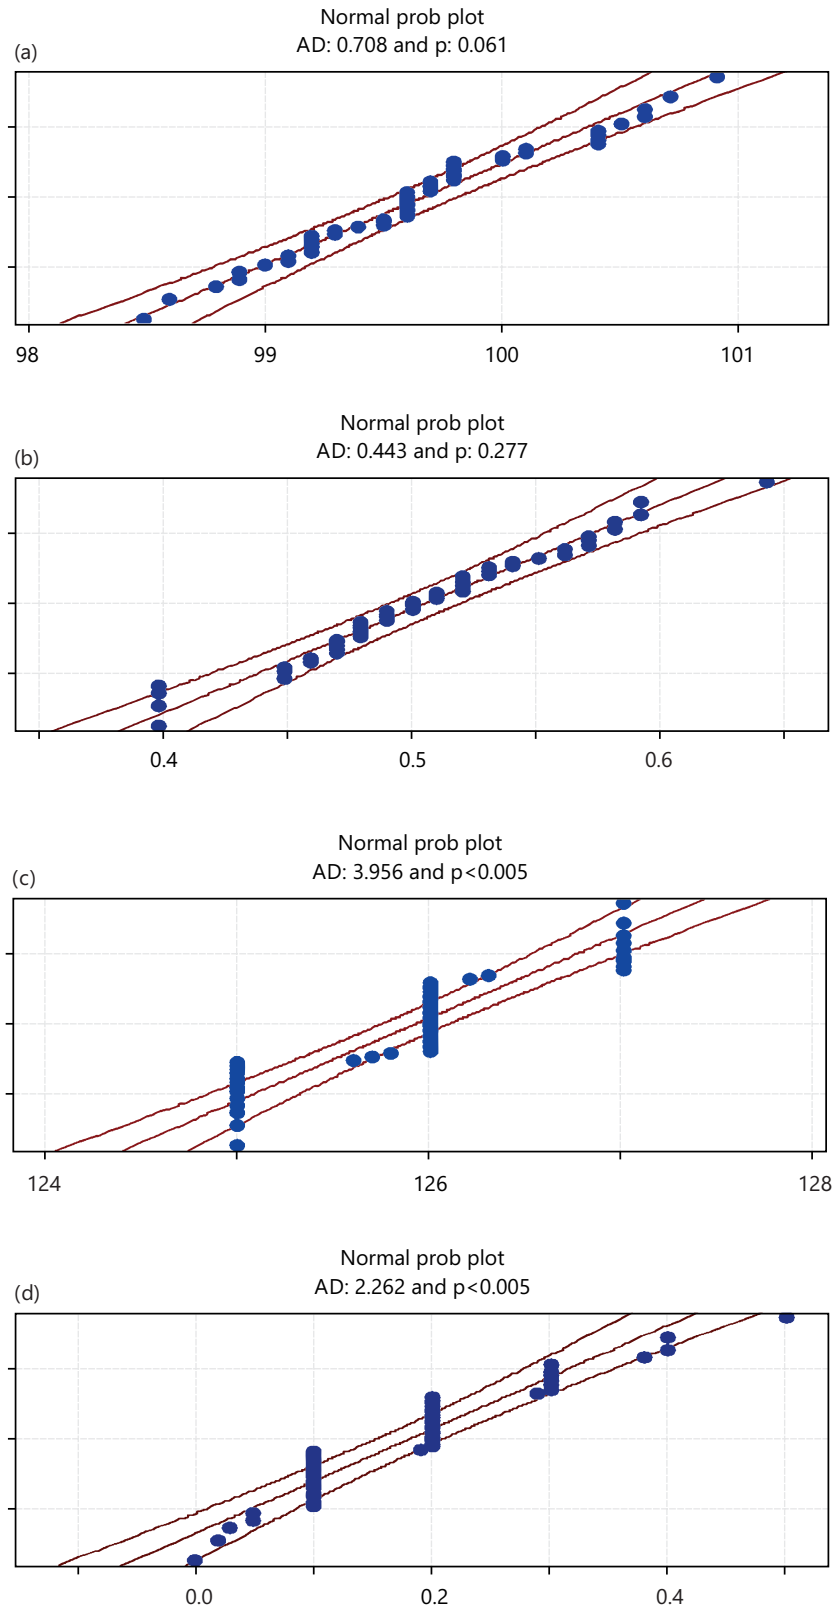 Normal prob plot
AD: 0.708 and p: 0.061
(a)
98 99 100 101
Normal prob plot
AD: 0.443 and p: 0.277
(b)
0.4 0.5 0.6
Normal prob plot
AD: 3.956 and p<0.005
(c)
124 126 128
Normal prob plot
AD: 2.262 and p<0.005
(d)
0.0 0.2 0.4